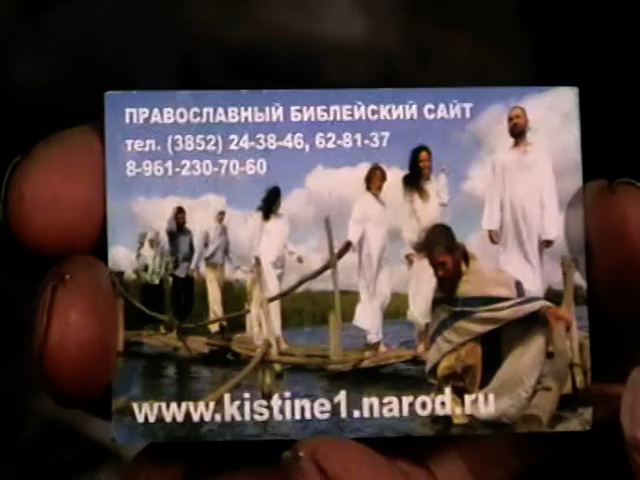 ПРАВОСЛАВНЫЙ БИБЛЕЙСКИЙ САЙТ
тел. (3852) 24-38-46, 62-81-37
8-961-230-70-60
www.kistine1.narod.ru